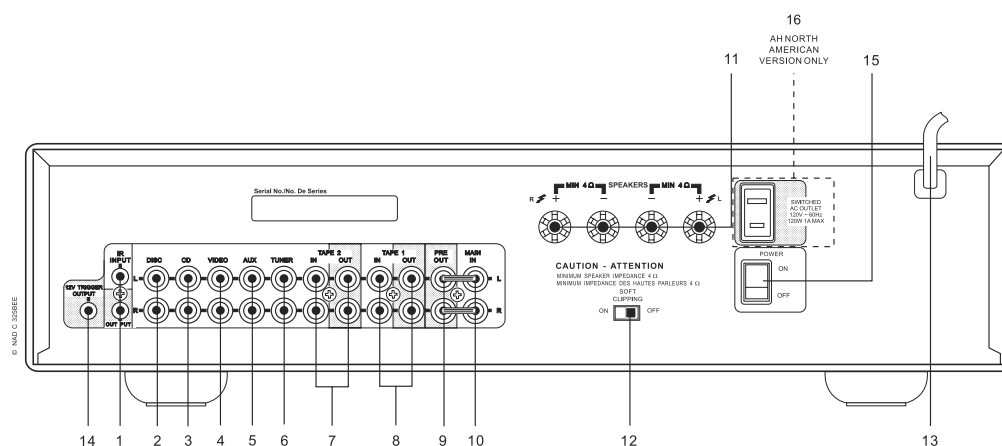 16
AH NORTH
AMERICAN
VERSION ONLY
11
15
Serial No./No. De Series
R + MIN 4 Ω − SPEAKERS − MIN 4 Ω + L
SWITCHED
AC OUTLET
120V ~ 60Hz
120W 1A MAX
POWER
ON
OFF
CAUTION - ATTENTION
MINIMUM SPEAKER IMPEDANCE 4 Ω
MINIMUM IMPEDANCE DES HAUTES PARLEURS 4 Ω
SOFT
CLIPPING
ON OFF
IR
INPUT
12V TRIGGER
OUTPUT
OUT PUT
DISC CD VIDEO AUX TUNER
TAPE 2
IN OUT
TAPE 1
IN OUT
PRE
OUT
MAIN
IN
L L
R R
© NAD C 325BEE
14 1 2 3 4 5 6 7 8 9 10 12 13